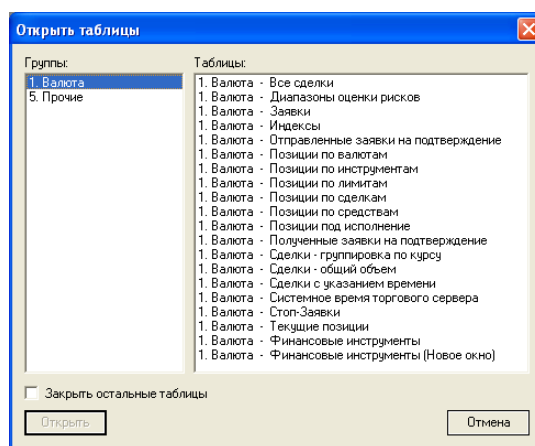 Открыть таблицы
Группы:
Таблицы:
1. Валюта
5. Прочие
1. Валюта - Все сделки
1. Валюта - Диапазоны оценки рисков
1. Валюта - Заявки
1. Валюта - Индексы
1. Валюта - Отправленные заявки на подтверждение
1. Валюта - Позиции по валютам
1. Валюта - Позиции по инструментам
1. Валюта - Позиции по лимитам
1. Валюта - Позиции по сделкам
1. Валюта - Позиции по средствам
1. Валюта - Позиции под исполнение
1. Валюта - Полученные заявки на подтверждение
1. Валюта - Сделки - группировка по курсу
1. Валюта - Сделки - общий объем
1. Валюта - Сделки с указанием времени
1. Валюта - Системное время торгового сервера
1. Валюта - Стоп-Заявки
1. Валюта - Текущие позиции
1. Валюта - Финансовые инструменты
1. Валюта - Финансовые инструменты (Новое окно)
Закрыть остальные таблицы
Открыть
Отмена